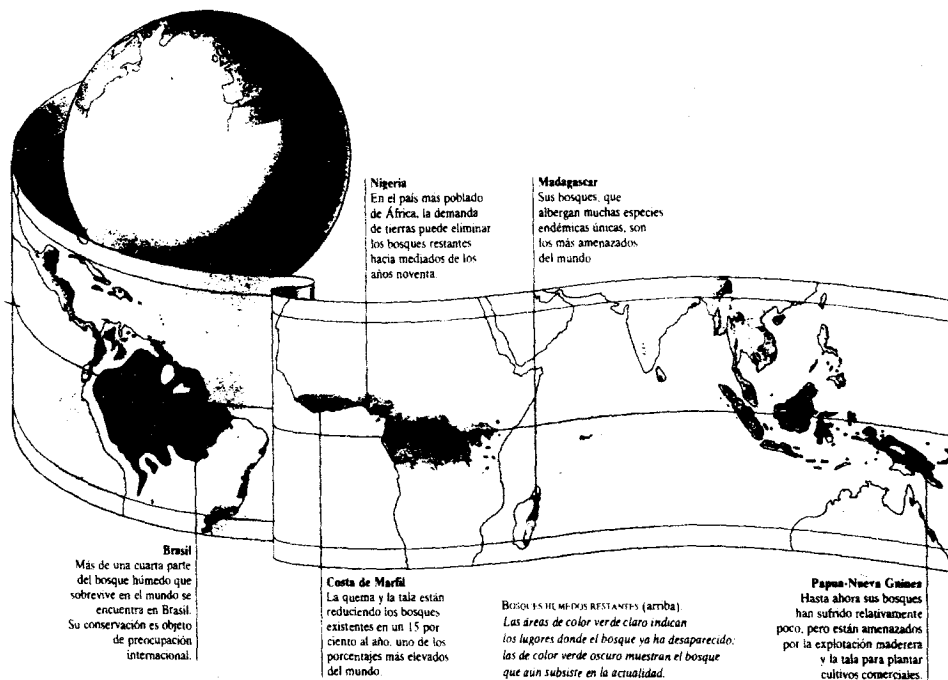 Nigeria
En el país mas poblado
de África, la demanda
de tierras puede eliminar
los bosques restantes
hacia mediados de los
años noventa.
Madagascar
Sus bosques, que
albergan muchas especies
endémicas únicas, son
los más amenazados
del mundo
Brasil
Más de una cuarta parte
del bosque húmedo que
sobrevive en el mundo se
encuentra en Brasil.
Su conservación es objeto
de preocupación
internacional.
Costa de Marfil
La quema y la tala están
reduciendo los bosques
existentes en un 15 por
ciento al año, uno de los
porcentajes más elevados
del mundo
BOSQUES HUMEDOS RESTANTES (arriba).
Las áreas de color verde claro indican
los lugares donde el bosque ya ha desaparecido;
las de color verde oscuro muestran el bosque
que aun subsiste en la actualidad.
Papua-Nueva Guinea
Hasta ahora sus bosques
han sufrido relativamente
poco, pero están amenazados
por la explotación maderera
y la tala para plantar
cultivos comerciales.